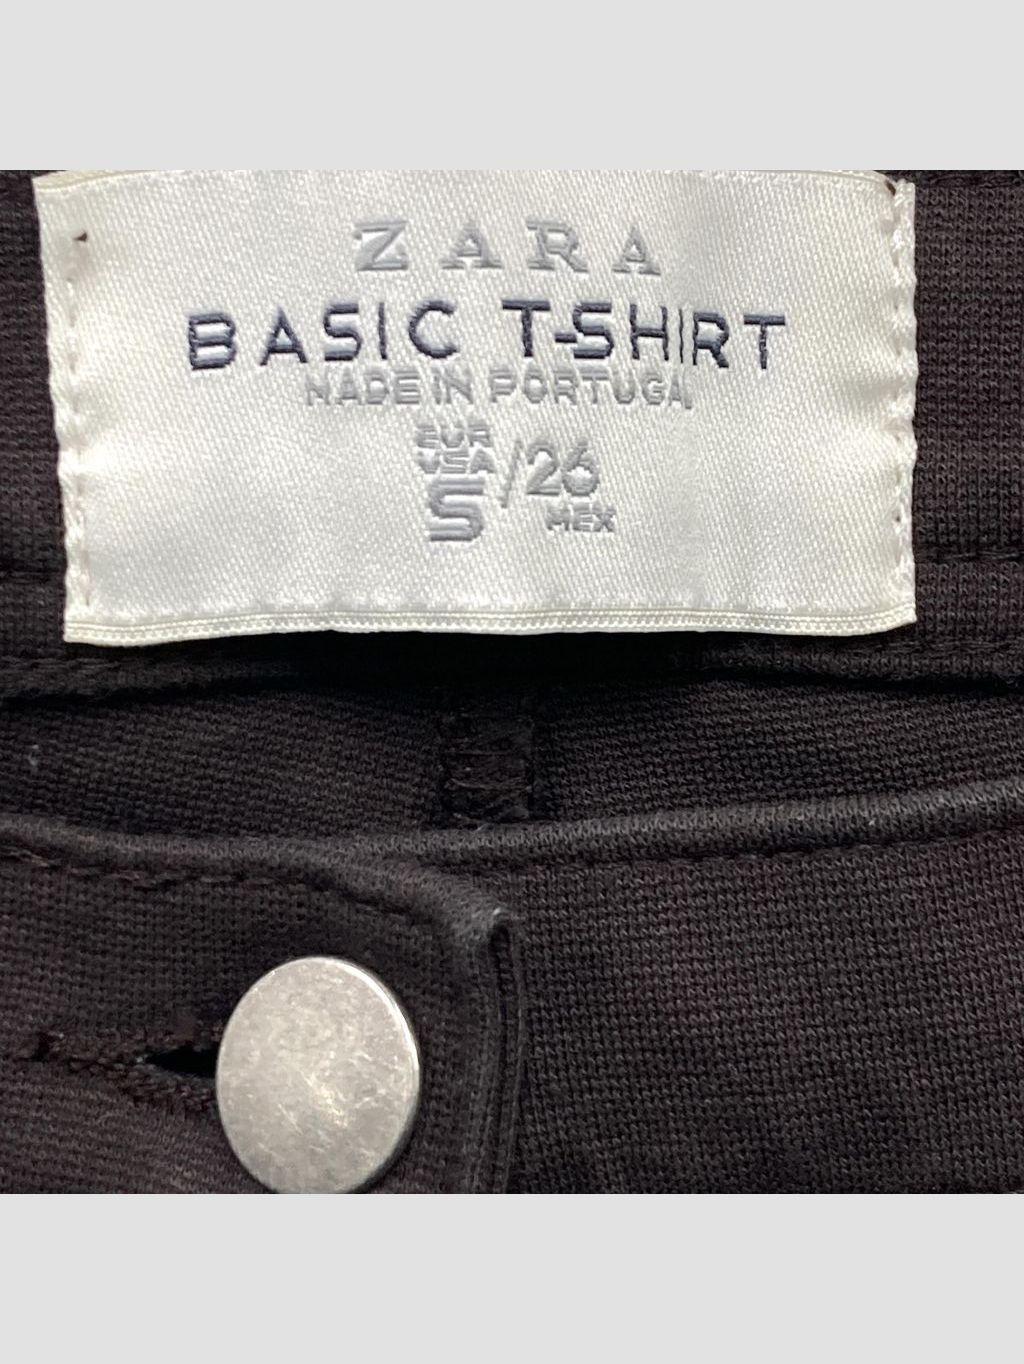 ZARA
BASIC T-SHIRT
MADE IN PORTUGAL
EUR
USA
S/26
MEX